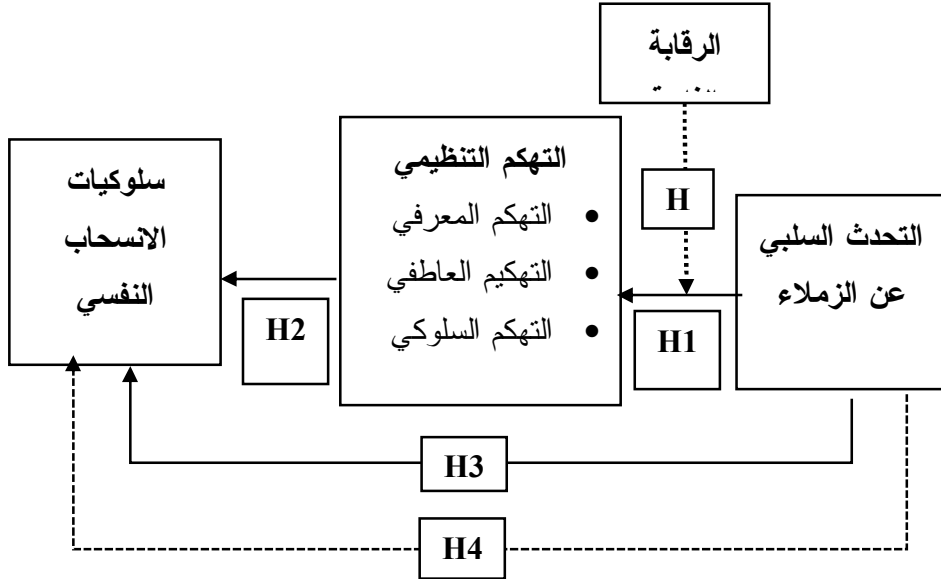 الرقابة
H
التحدث السلبي
عن الزملاء
H1
التهكم التنظيمي
• التهكم المعرفي
• التهكيم العاطفي
• التهكم السلوكي
H2
سلوكيات
الانسحاب
النفسي
H3
H4